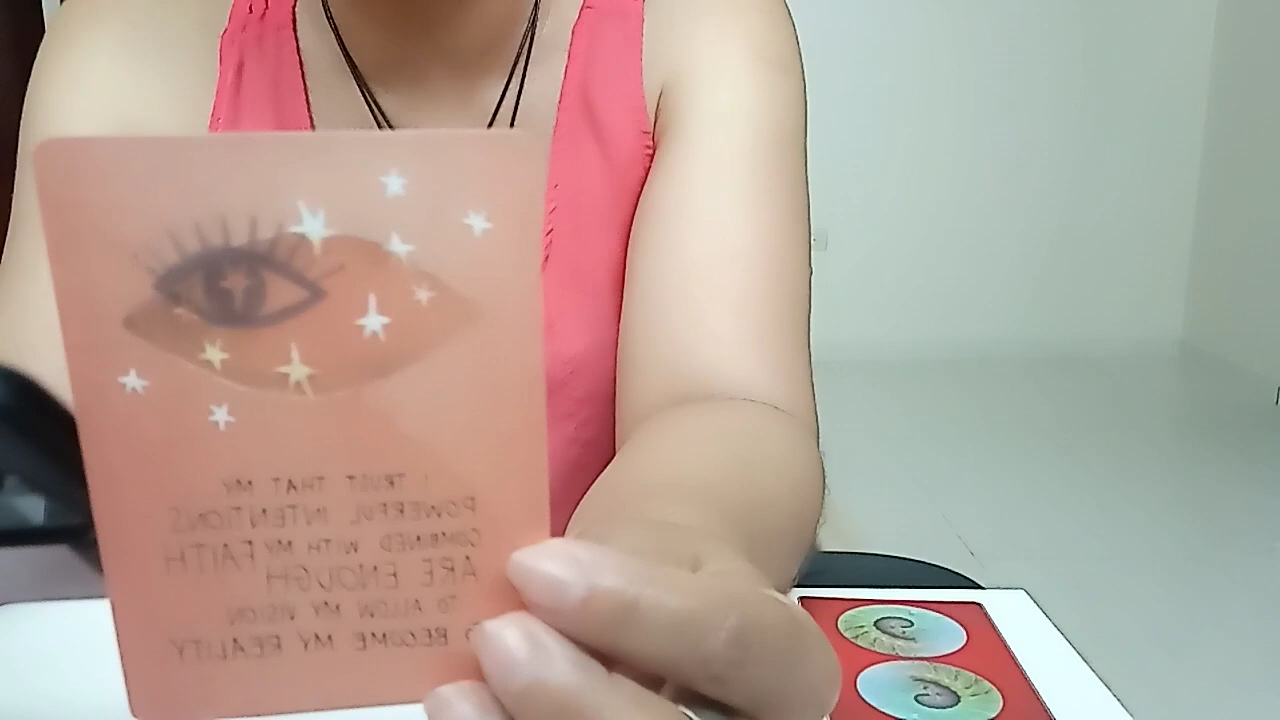 I TRUST THAT MY
POWERFUL INTENTIONS
COMBINED WITH MY FAITH
ARE ENOUGH
TO ALLOW MY VISION
TO BECOME MY REALITY